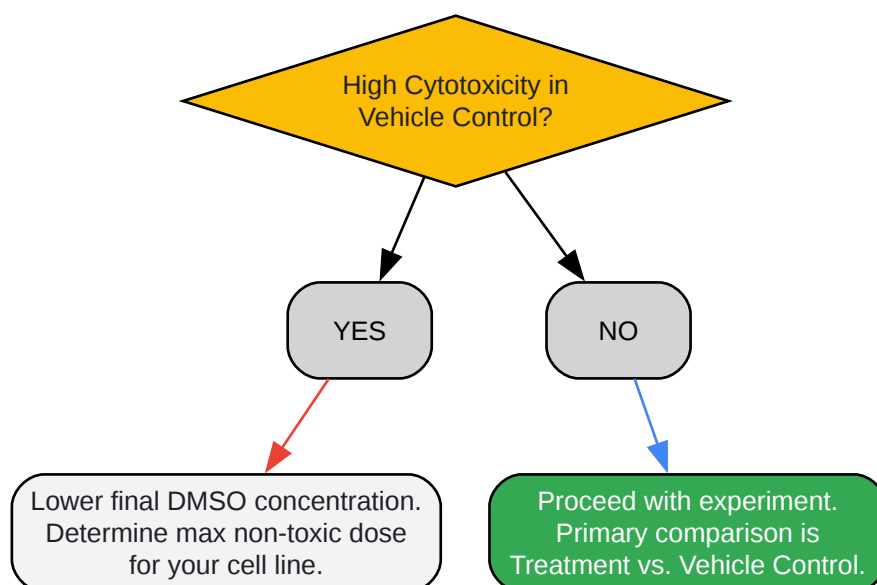 High Cytotoxicity in
Vehicle Control?
YES
NO
Lower final DMSO concentration.
Determine max non-toxic dose
for your cell line.
Proceed with experiment.
Primary comparison is
Treatment vs. Vehicle Control.